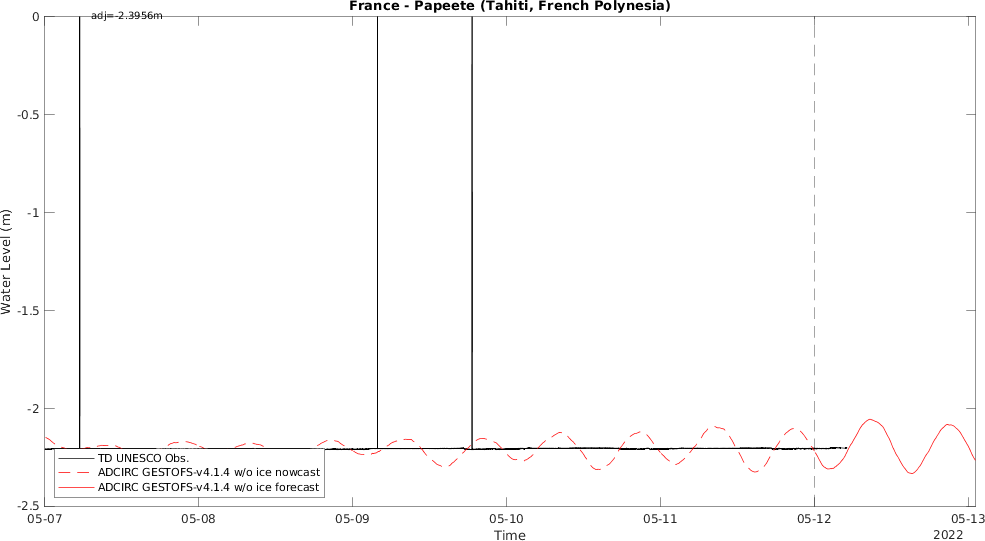 France - Papeete (Tahiti, French Polynesia)
adj=-2.3956m
0
-0.5
-1
-1.5
-2
-2.5
Water Level (m)
TD UNESCO Obs.
ADCIRC GESTOFS-v4.1.4 w/o ice nowcast
ADCIRC GESTOFS-v4.1.4 w/o ice forecast
05-07
05-08
05-09
05-10
05-11
05-12
05-13
Time
2022